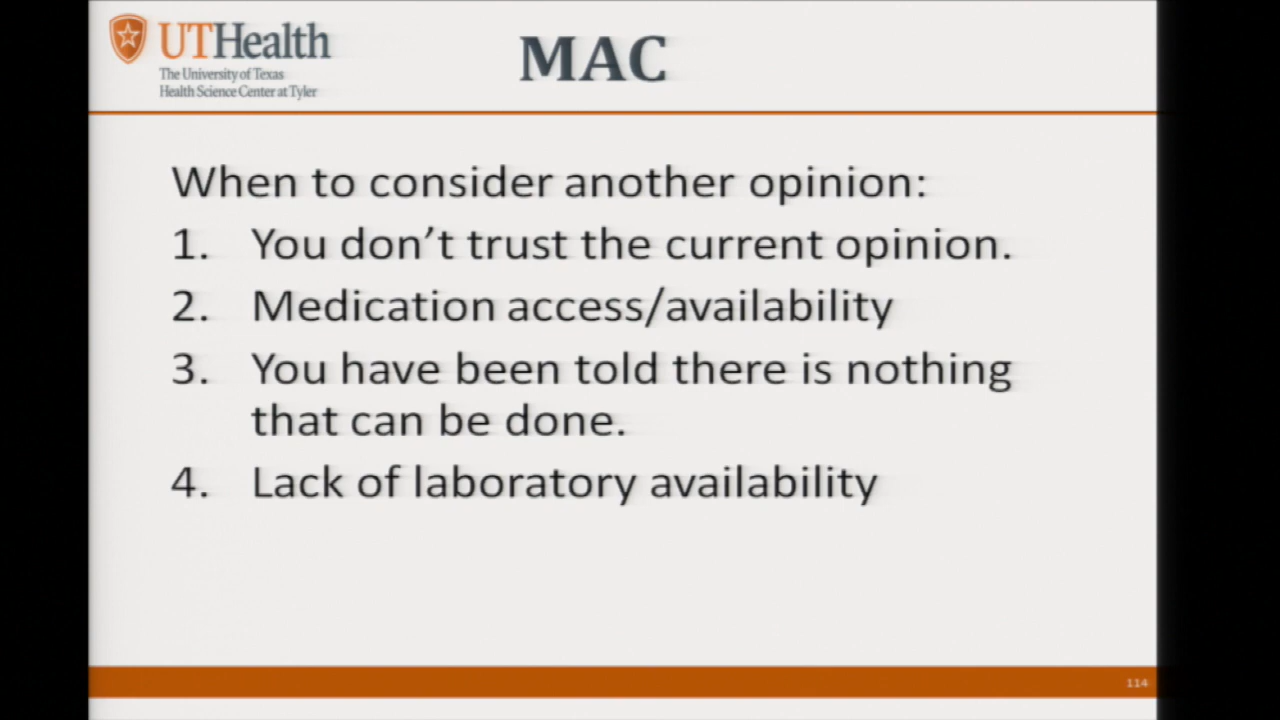 UTHealth
The University of Texas
Health Science Center at Tyler
MAC
When to consider another opinion:
1. You don’t trust the current opinion.
2. Medication access/availability
3. You have been told there is nothing
that can be done.
4. Lack of laboratory availability
114